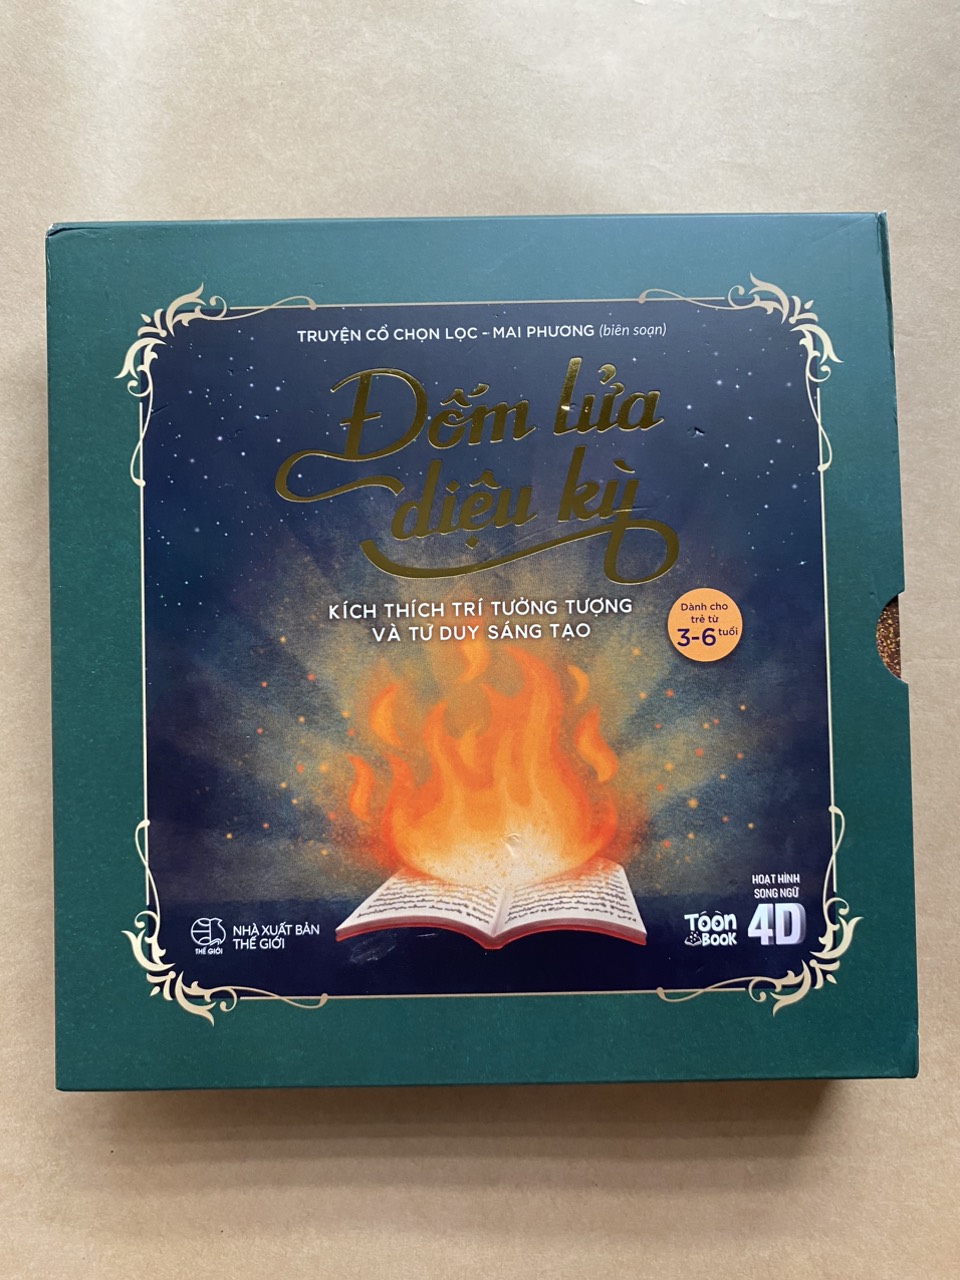 TRUYỆN CỔ CHỌN LỌC - MAI PHƯƠNG (biên soạn)
Đốm lửa
diệu kỳ
KÍCH THÍCH TRÍ TƯỞNG TƯỢNG
VÀ TƯ DUY SÁNG TẠO
Dành cho
trẻ từ
3-6 tuổi
HOẠT HÌNH
SONG NGỮ
4D
Tóòn
BOOK
NHÀ XUẤT BẢN
THẾ GIỚI
THẾ GIỚI